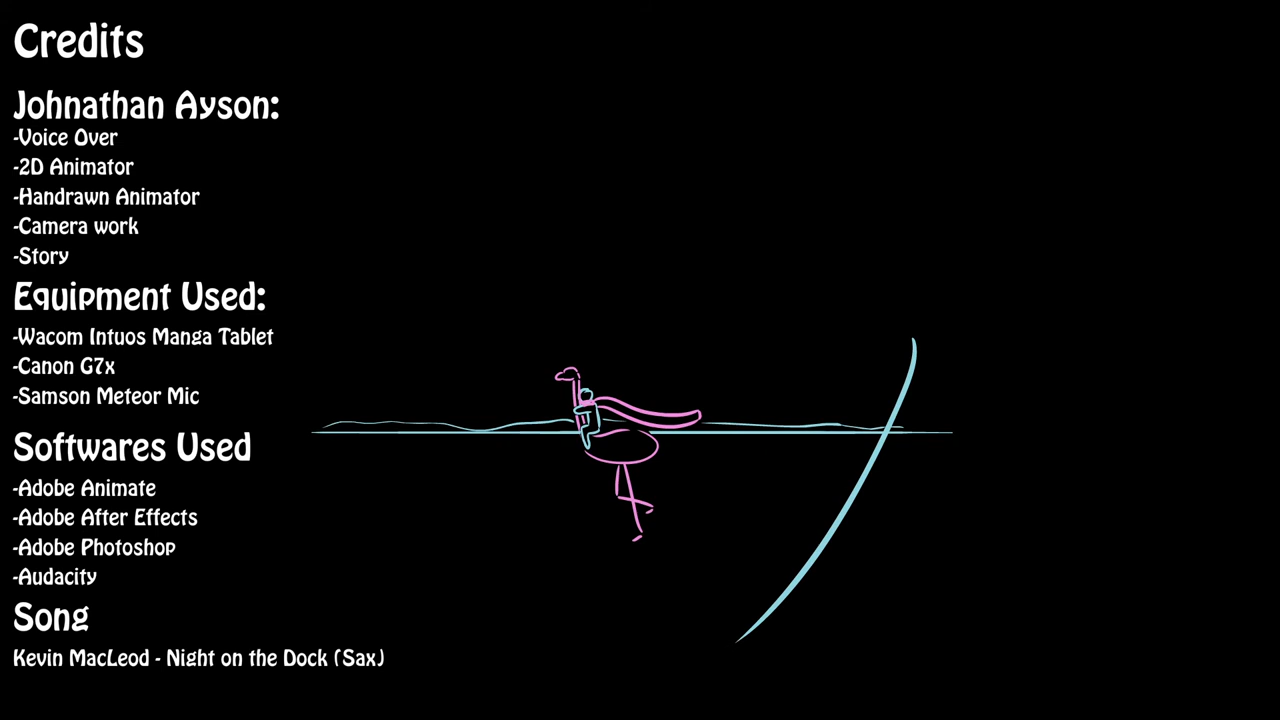 Credits
Johnathan Ayson:
-Voice Over
-2D Animator
-Handrawn Animator
-Camera work
-Story
Equipment Used:
-Wacom Intuos Manga Tablet
-Canon G7x
-Samson Meteor Mic
Softwares Used
-Adobe Animate
-Adobe After Effects
-Adobe Photoshop
-Audacity
Song
Kevin MacLeod - Night on the Dock (Sax)